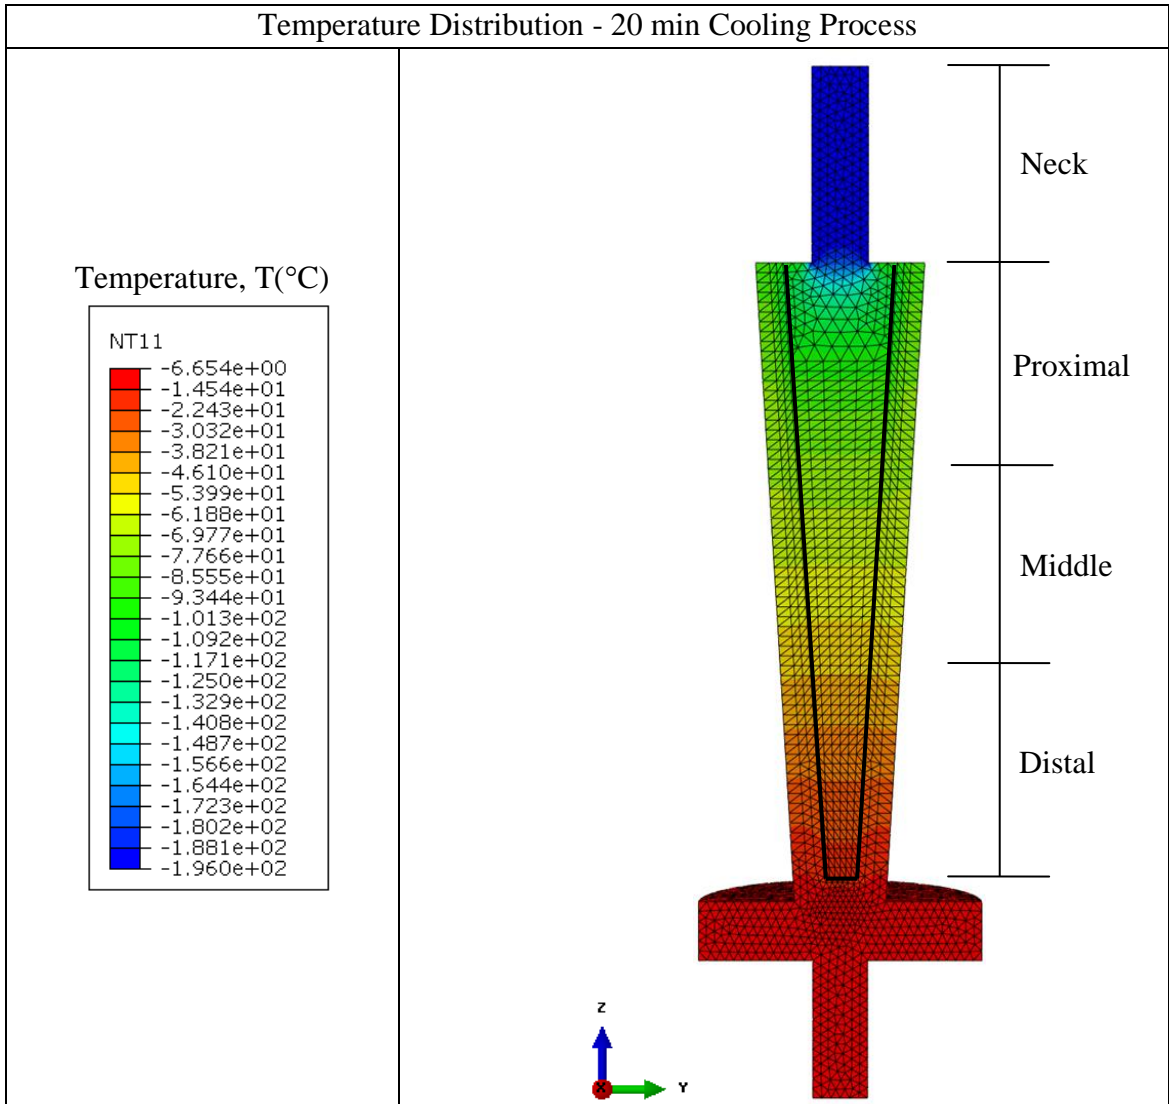 Temperature Distribution - 20 min Cooling Process
Temperature, T(°C)
NT11
-6.654e+00
-1.454e+01
-2.243e+01
-3.032e+01
-3.821e+01
-4.610e+01
-5.399e+01
-6.188e+01
-6.977e+01
-7.766e+01
-8.555e+01
-9.344e+01
-1.013e+02
-1.092e+02
-1.171e+02
-1.250e+02
-1.329e+02
-1.408e+02
-1.487e+02
-1.566e+02
-1.644e+02
-1.723e+02
-1.802e+02
-1.881e+02
-1.960e+02
Neck
Proximal
Middle
Distal
Z
X
Y